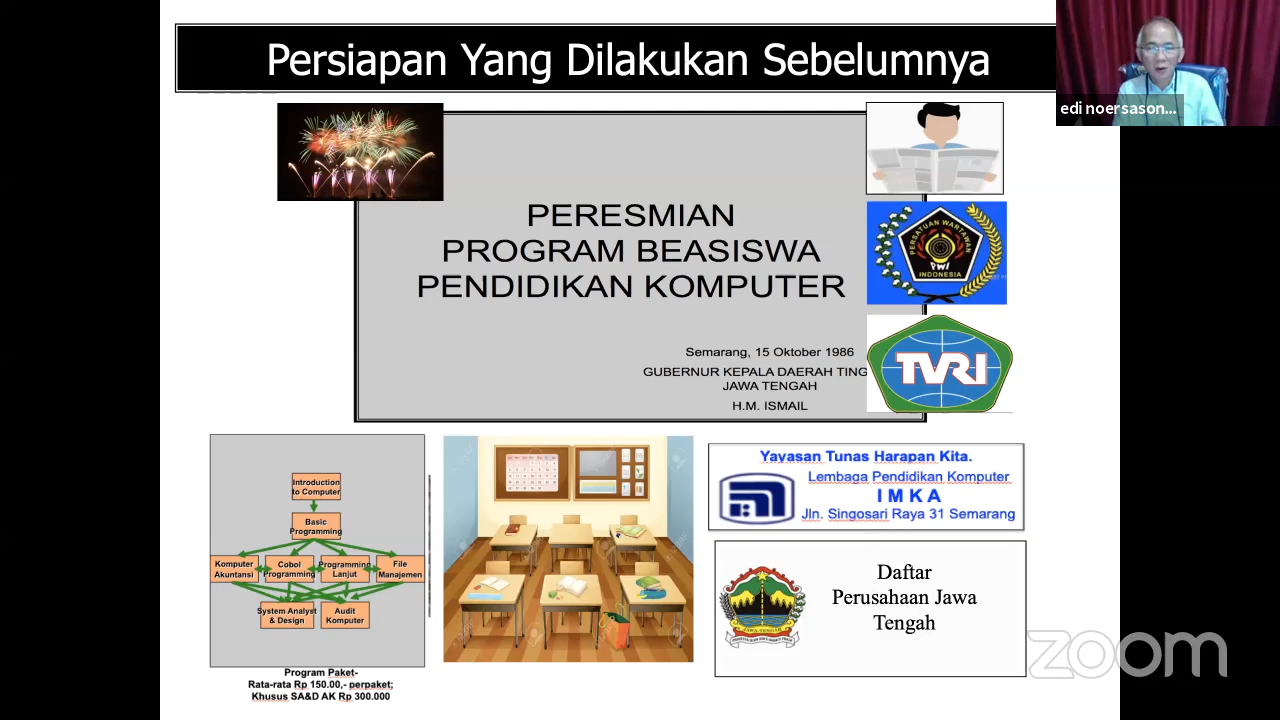 Persiapan Yang Dilakukan Sebelumnya
edi noersason...
PERESMIAN
PROGRAM BEASISWA
PENDIDIKAN KOMPUTER
Semarang, 15 Oktober 1986
GUBERNUR KEPALA DAERAH TING
JAWA TENGAH
H.M. ISMAIL
PERSATUAN WARTAWAN
PWI
INDONESIA
TVRI
Introduction
to Computer
Basic
Programming
Komputer
Akuntansi
Cobol
Programming
Programming
Lanjut
File
Manajemen
System Analyst
& Design
Audit
Komputer
Program Paket-
Rata-rata Rp 150.00,- perpaket;
Khusus SA&D AK Rp 300.000
Yayasan Tunas Harapan Kita.
Lembaga Pendidikan Komputer
I M K A
Jln. Singosari Raya 31 Semarang
Daftar
Perusahaan Jawa
Tengah
JAWA TENGAH
zoom